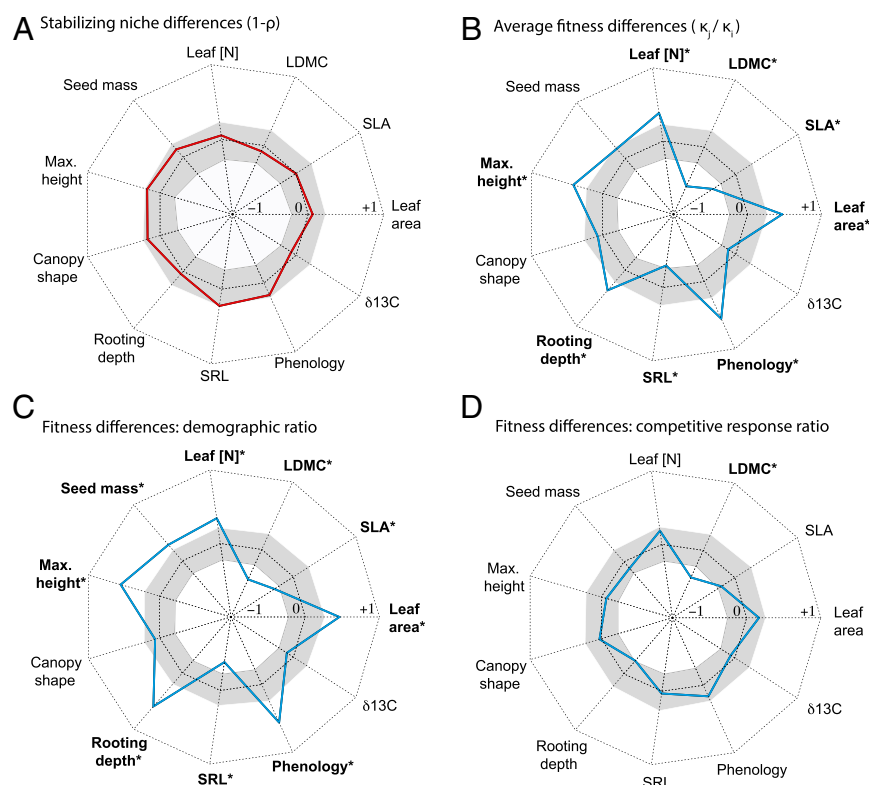 A
Stabilizing niche differences (1-ρ)
Leaf [N]
LDMC
Seed mass
SLA
Max.
height
−1
0
+1
Leaf
area
Canopy
shape
δ13C
Rooting
depth
SRL
Phenology
B
Average fitness differences ( κj / κi )
Leaf [N]*
LDMC*
Seed mass
SLA*
Max.
height*
−1
0
+1
Leaf
area*
Canopy
shape
δ13C
Rooting
depth*
SRL*
Phenology*
C
Fitness differences: demographic ratio
Leaf [N]*
LDMC*
Seed mass*
SLA*
Max.
height*
−1
0
+1
Leaf
area*
Canopy
shape
δ13C
Rooting
depth*
SRL*
Phenology*
D
Fitness differences: competitive response ratio
Leaf [N]
LDMC*
Seed mass
SLA
Max.
height
−1
0
+1
Leaf
area
Canopy
shape
δ13C
Rooting
depth
SRL
Phenology